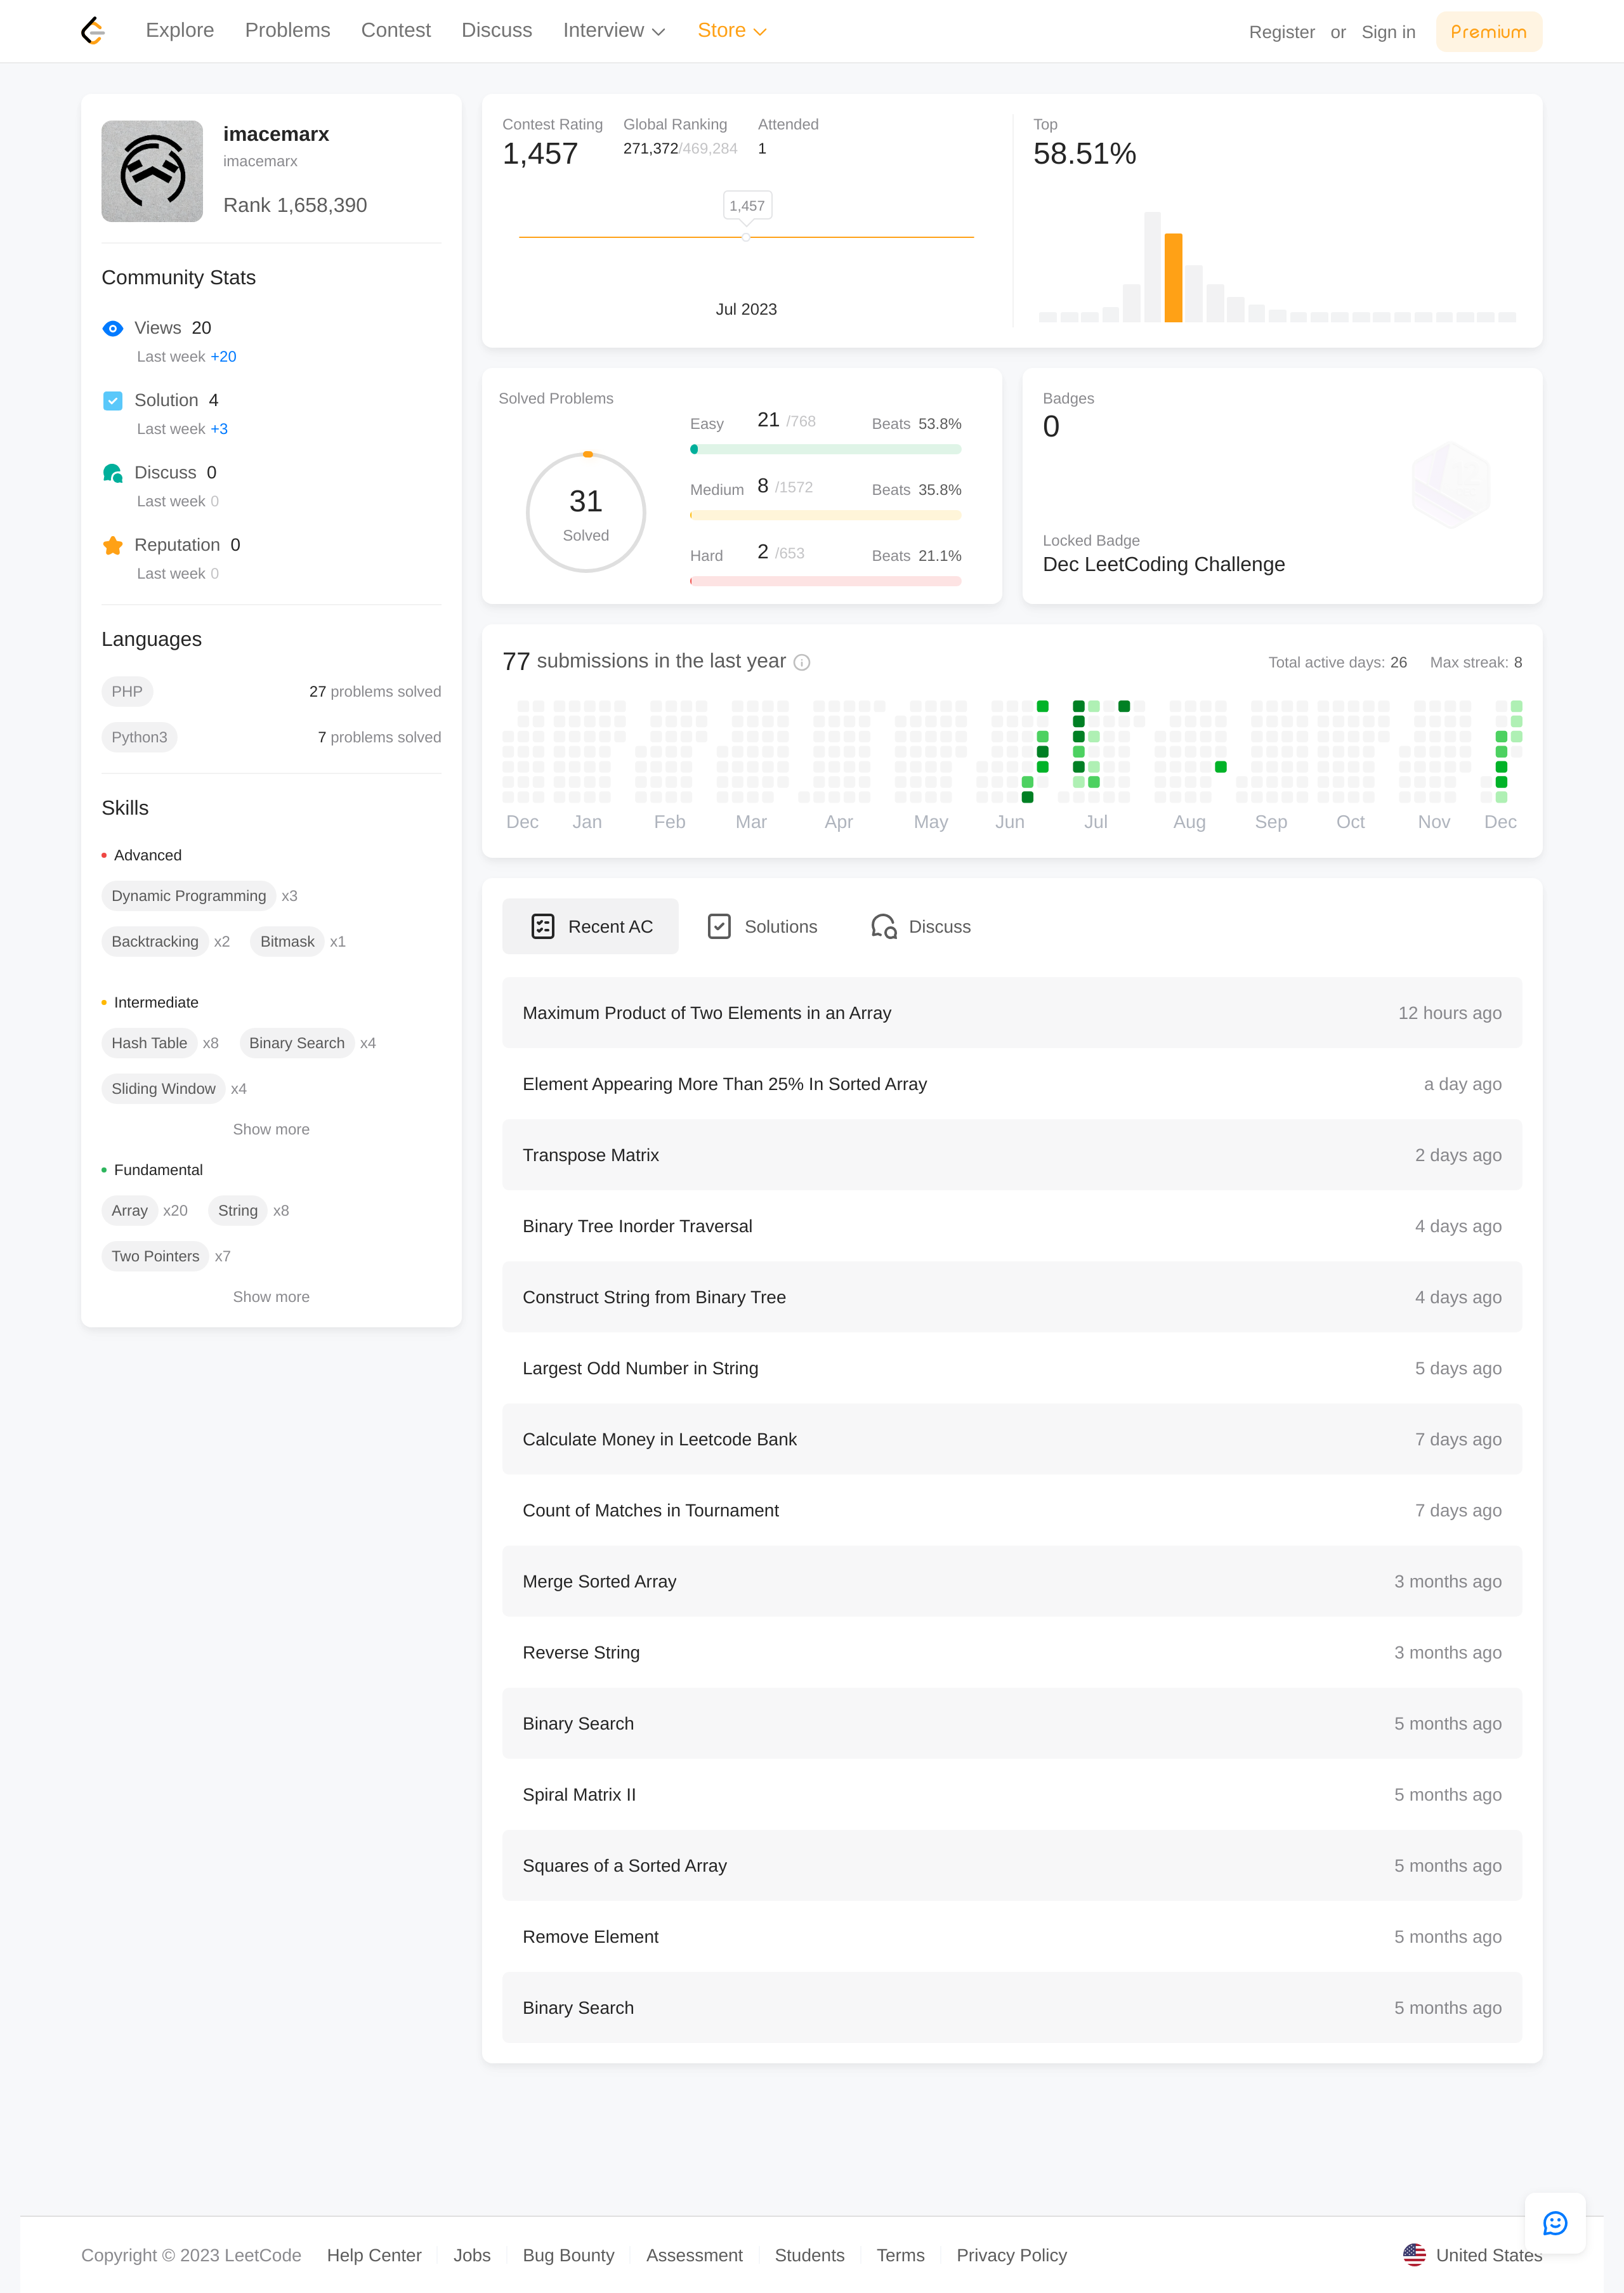 Explore Problems Contest Discuss Interview Store
Register or Sign in Premium
imacemarx
imacemarx
Rank 1,658,390
Community Stats
Views 20
Last week +20
Solution 4
Last week +3
Discuss 0
Last week 0
Reputation 0
Last week 0
Languages
PHP 27 problems solved
Python3 7 problems solved
Skills
Advanced
Dynamic Programming x3
Backtracking x2 Bitmask x1
Intermediate
Hash Table x8 Binary Search x4
Sliding Window x4
Show more
Fundamental
Array x20 String x8
Two Pointers x7
Show more
Contest Rating Global Ranking Attended
1,457 271,372/469,284 1
1,457
Jul 2023
Top
58.51%
Solved Problems
31
Solved
Easy 21 /768 Beats 53.8%
Medium 8 /1572 Beats 35.8%
Hard 2 /653 Beats 21.1%
Badges
0
Locked Badge
Dec LeetCoding Challenge
77 submissions in the last year Total active days: 26 Max streak: 8
Dec Jan Feb Mar Apr May Jun Jul Aug Sep Oct Nov Dec
Recent AC Solutions Discuss
Maximum Product of Two Elements in an Array 12 hours ago
Element Appearing More Than 25% In Sorted Array a day ago
Transpose Matrix 2 days ago
Binary Tree Inorder Traversal 4 days ago
Construct String from Binary Tree 4 days ago
Largest Odd Number in String 5 days ago
Calculate Money in Leetcode Bank 7 days ago
Count of Matches in Tournament 7 days ago
Merge Sorted Array 3 months ago
Reverse String 3 months ago
Binary Search 5 months ago
Spiral Matrix II 5 months ago
Squares of a Sorted Array 5 months ago
Remove Element 5 months ago
Binary Search 5 months ago
Copyright © 2023 LeetCode Help Center Jobs Bug Bounty Assessment Students Terms Privacy Policy United States